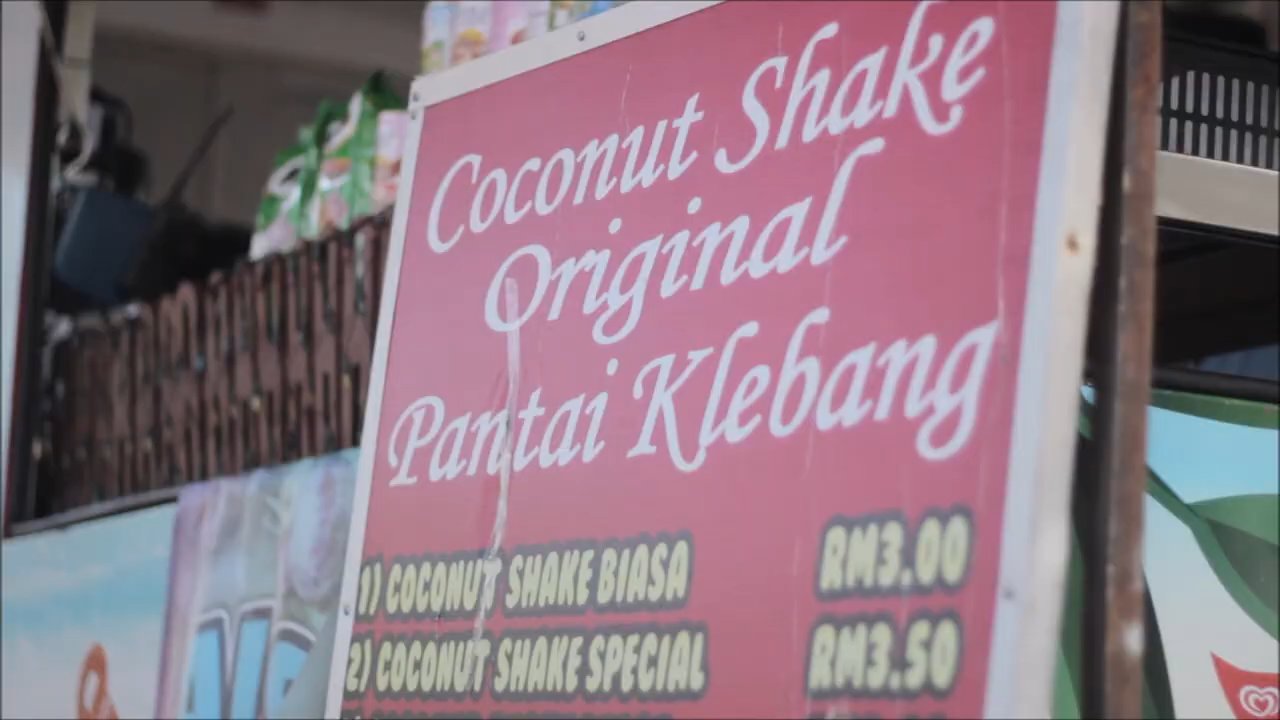 Coconut Shake
Original
Pantai Klebang
1) COCONUT SHAKE BIASA RM3.00
2) COCONUT SHAKE SPECIAL RM3.50